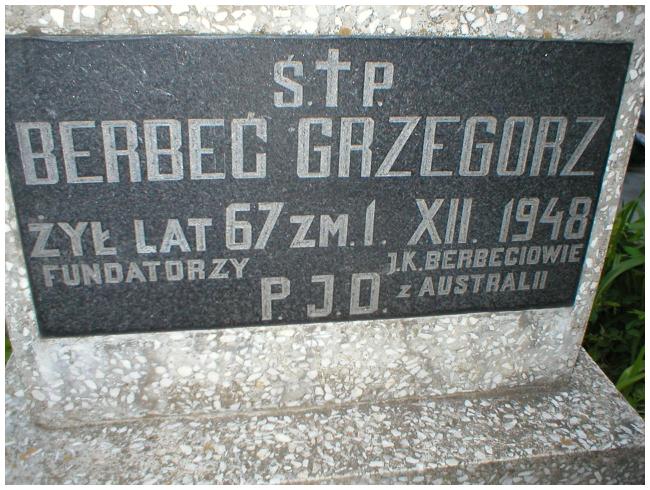 Ś.✝P.
BERBEĆ GRZEGORZ
ŻYŁ LAT 67 ZM. 1. XII. 1948
FUNDATORZY J.K. BERBECIOWIE
P. J. D. z AUSTRALII